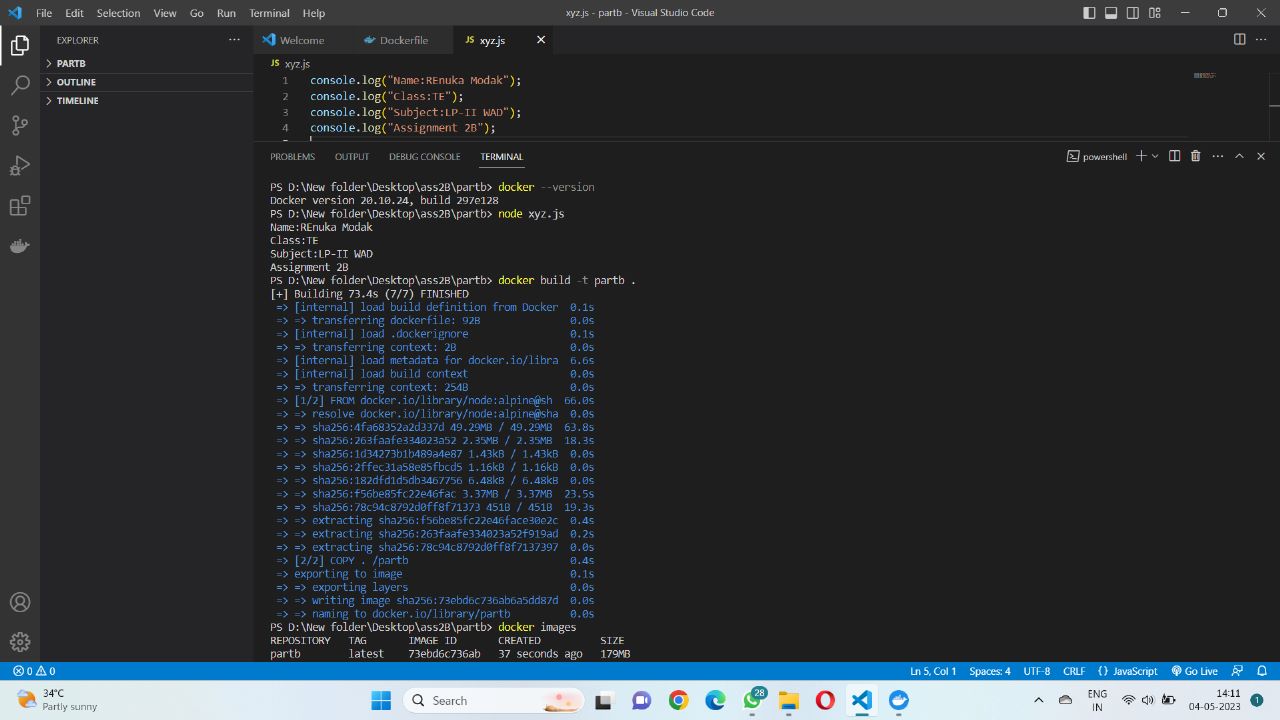 File Edit Selection View Go Run Terminal Help
xyz.js - partb - Visual Studio Code
EXPLORER
PARTB
OUTLINE
TIMELINE
Welcome Dockerfile JS xyz.js
JS xyz.js
1 console.log("Name:REnuka Modak");
2 console.log("Class:TE");
3 console.log("Subject:LP-II WAD");
4 console.log("Assignment 2B");
PROBLEMS OUTPUT DEBUG CONSOLE TERMINAL
powershell
PS D:\New folder\Desktop\ass2B\partb> docker --version
Docker version 20.10.24, build 297e128
PS D:\New folder\Desktop\ass2B\partb> node xyz.js
Name:REnuka Modak
Class:TE
Subject:LP-II WAD
Assignment 2B
PS D:\New folder\Desktop\ass2B\partb> docker build -t partb .
[+] Building 73.4s (7/7) FINISHED
=> [internal] load build definition from Docker 0.1s
=> => transferring dockerfile: 92B 0.0s
=> [internal] load .dockerignore 0.1s
=> => transferring context: 2B 0.0s
=> [internal] load metadata for docker.io/libra 6.6s
=> [internal] load build context 0.0s
=> => transferring context: 254B 0.0s
=> [1/2] FROM docker.io/library/node:alpine@sh 66.0s
=> => resolve docker.io/library/node:alpine@sha 0.0s
=> => sha256:4fa68352a2d337d 49.29MB / 49.29MB 63.8s
=> => sha256:263faafe334023a52 2.35MB / 2.35MB 18.3s
=> => sha256:1d34273b1b489a4e87 1.43kB / 1.43kB 0.0s
=> => sha256:2ffec31a58e85fbcd5 1.16kB / 1.16kB 0.0s
=> => sha256:182dfd1d5db3467756 6.48kB / 6.48kB 0.0s
=> => sha256:f56be85fc22e46fac 3.37MB / 3.37MB 23.5s
=> => sha256:78c94c8792d0ff8f71373 451B / 451B 19.3s
=> => extracting sha256:f56be85fc22e46face30e2c 0.4s
=> => extracting sha256:263faafe334023a52f919ad 0.2s
=> => extracting sha256:78c94c8792d0ff8f7137397 0.0s
=> [2/2] COPY . /partb 0.4s
=> exporting to image 0.1s
=> => exporting layers 0.0s
=> => writing image sha256:73ebd6c736ab6a5dd87d 0.0s
=> => naming to docker.io/library/partb 0.0s
PS D:\New folder\Desktop\ass2B\partb> docker images
REPOSITORY TAG IMAGE ID CREATED SIZE
partb latest 73ebd6c736ab 37 seconds ago 179MB
0 0 Ln 5, Col 1 Spaces: 4 UTF-8 CRLF {} JavaScript Go Live
34°C
Partly sunny
Search
28
ENG
IN
14:11
04-05-2023
1